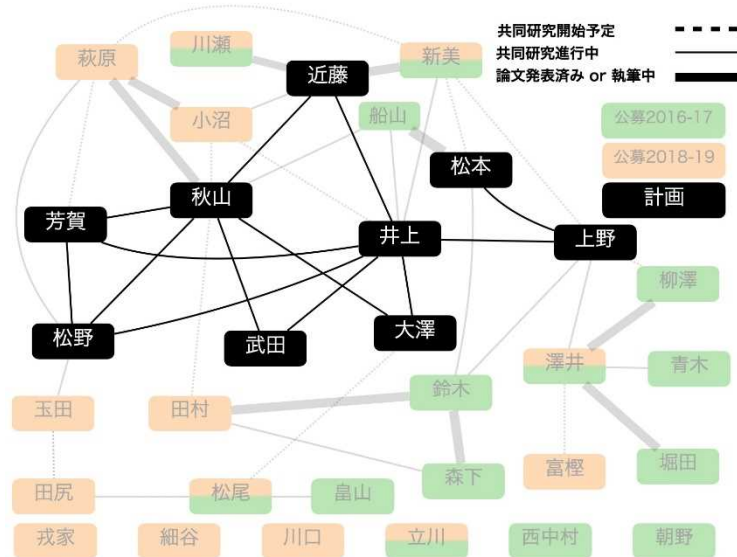 共同研究開始予定
共同研究進行中
論文発表済み or 執筆中
川瀬
新美
萩原
近藤
小沼
船山
公募2016-17
松本
公募2018-19
秋山
計画
芳賀
井上
上野
柳澤
松野
武田
大澤
澤井
青木
鈴木
玉田
田村
富樫
堀田
森下
田尻
松尾
畠山
戎家
細谷
川口
立川
西中村
朝野